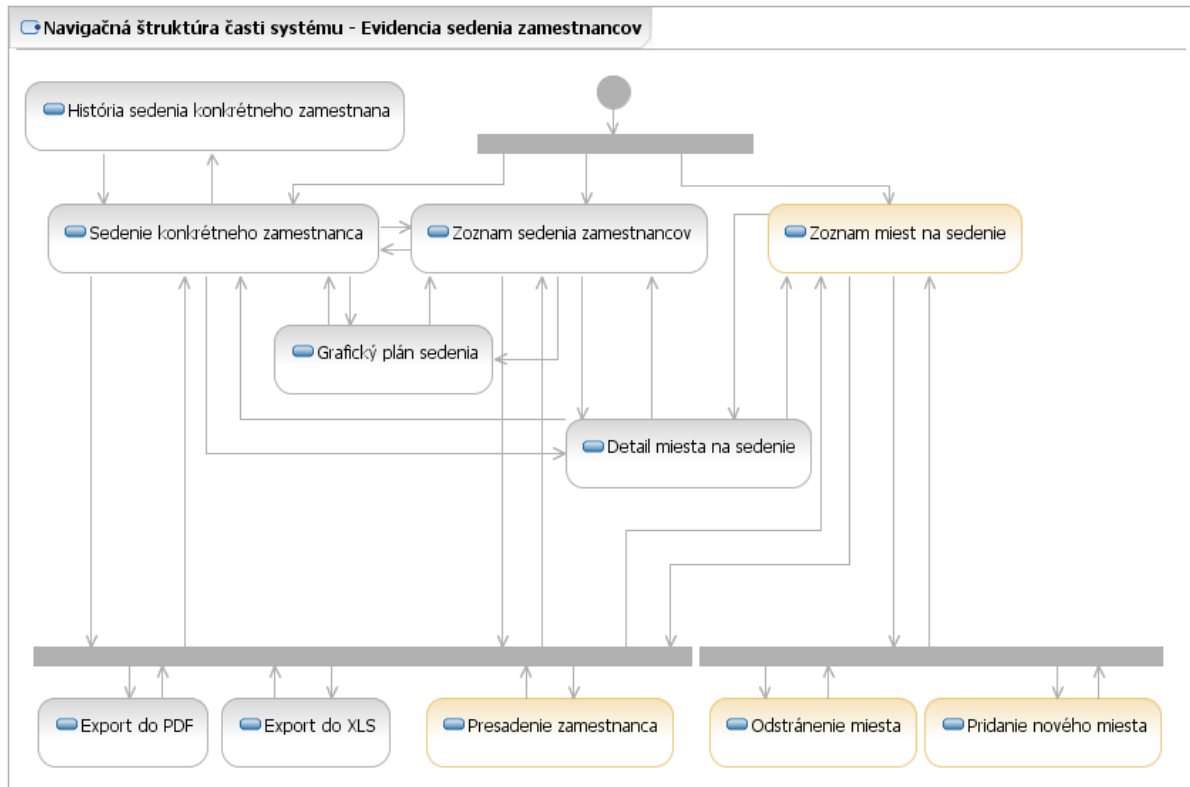 Navigačná štruktúra časti systému - Evidencia sedenia zamestnancov
História sedenia konkrétneho zamestnana
Sedenie konkrétneho zamestnanca
Zoznam sedenia zamestnancov
Zoznam miest na sedenie
Grafický plán sedenia
Detail miesta na sedenie
Export do PDF
Export do XLS
Presadenie zamestnanca
Odstránenie miesta
Pridanie nového miesta